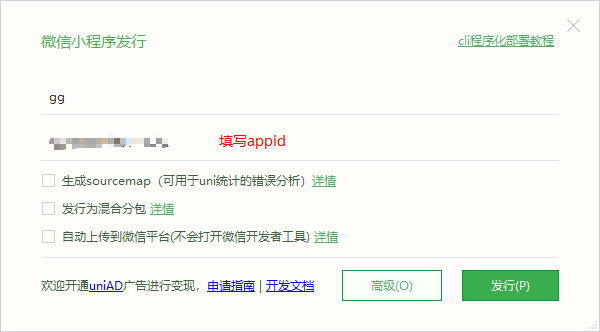 微信小程序发行 cli程序化部署教程
gg
填写appid
生成sourcemap（可用于uni统计的错误分析）详情
发行为混合分包 详情
自动上传到微信平台(不会打开微信开发者工具) 详情
欢迎开通uniAD广告进行变现，申请指南 | 开发文档 高级(O) 发行(P)